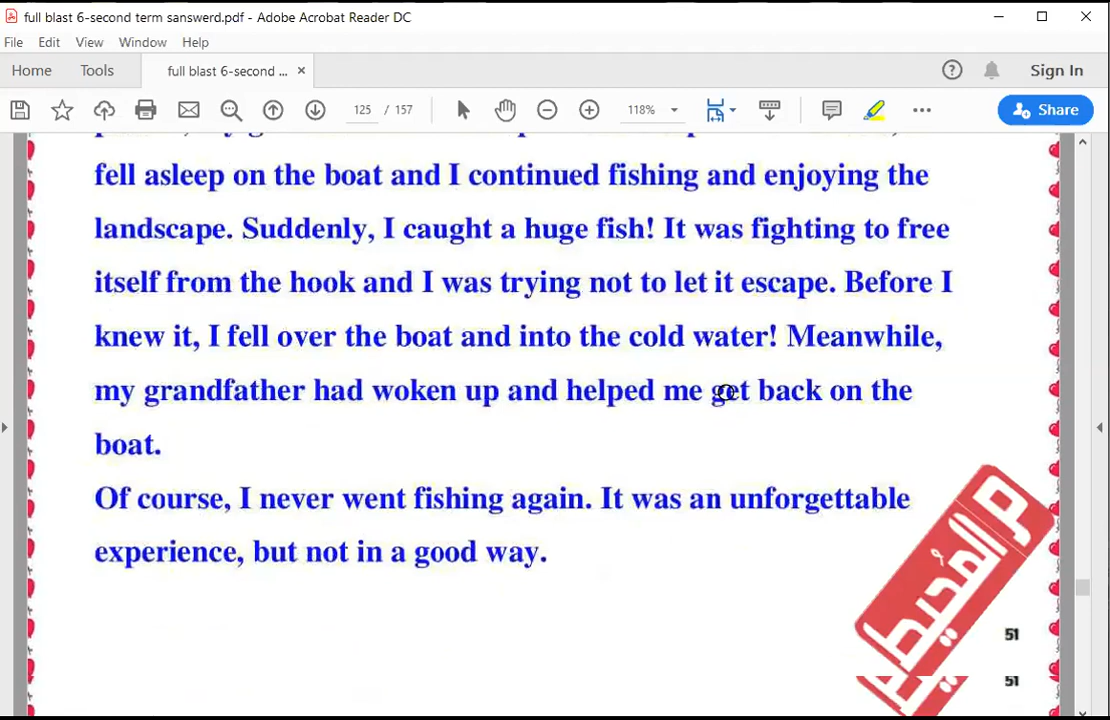 full blast 6-second term sanswerd.pdf - Adobe Acrobat Reader DC
File Edit View Window Help
Home Tools full blast 6-second ... × Sign In
125 / 157 118% Share
fell asleep on the boat and I continued fishing and enjoying the
landscape. Suddenly, I caught a huge fish! It was fighting to free
itself from the hook and I was trying not to let it escape. Before I
knew it, I fell over the boat and into the cold water! Meanwhile,
my grandfather had woken up and helped me get back on the
boat.
Of course, I never went fishing again. It was an unforgettable
experience, but not in a good way.
51
51